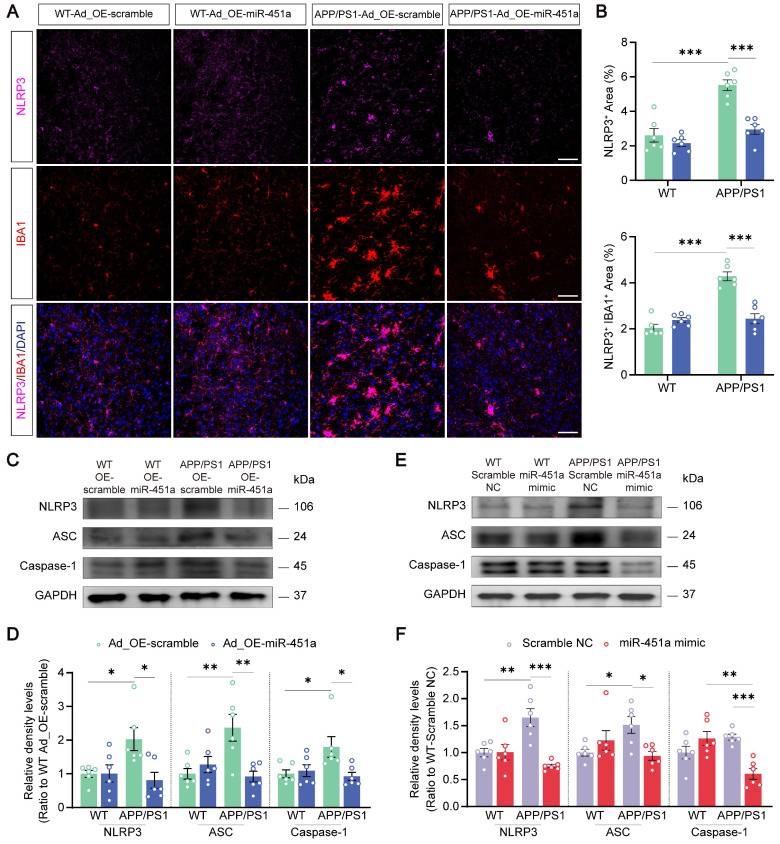 A
WT-Ad_OE-scramble
WT-Ad_OE-miR-451a
APP/PS1-Ad_OE-scramble
APP/PS1-Ad_OE-miR-451a
NLRP3
IBA1
NLRP3/IBA1/DAPI
B
NLRP3⁺ Area (%)
8
6
4
2
0
***
***
WT
APP/PS1
NLRP3⁺ IBA1⁺ Area (%)
6
4
2
0
***
***
WT
APP/PS1
C
WT
OE-
scramble
WT
OE-
miR-451a
APP/PS1
OE-
scramble
APP/PS1
OE-
miR-451a
kDa
NLRP3
106
ASC
24
Caspase-1
45
GAPDH
37
E
WT
Scramble
NC
WT
miR-451a
mimic
APP/PS1
Scramble
NC
APP/PS1
miR-451a
mimic
kDa
NLRP3
106
ASC
24
Caspase-1
45
GAPDH
37
D
Ad_OE-scramble
Ad_OE-miR-451a
Relative density levels
(Ratio to WT Ad_OE-scramble)
4
3
2
1
0
*
*
**
**
*
*
WT
APP/PS1
WT
APP/PS1
WT
APP/PS1
NLRP3
ASC
Caspase-1
F
Scramble NC
miR-451a mimic
Relative density levels
(Ratio to WT-Scramble NC)
2.5
2.0
1.5
1.0
0.5
0.0
**
***
*
*
**
***
WT
APP/PS1
WT
APP/PS1
WT
APP/PS1
NLRP3
ASC
Caspase-1